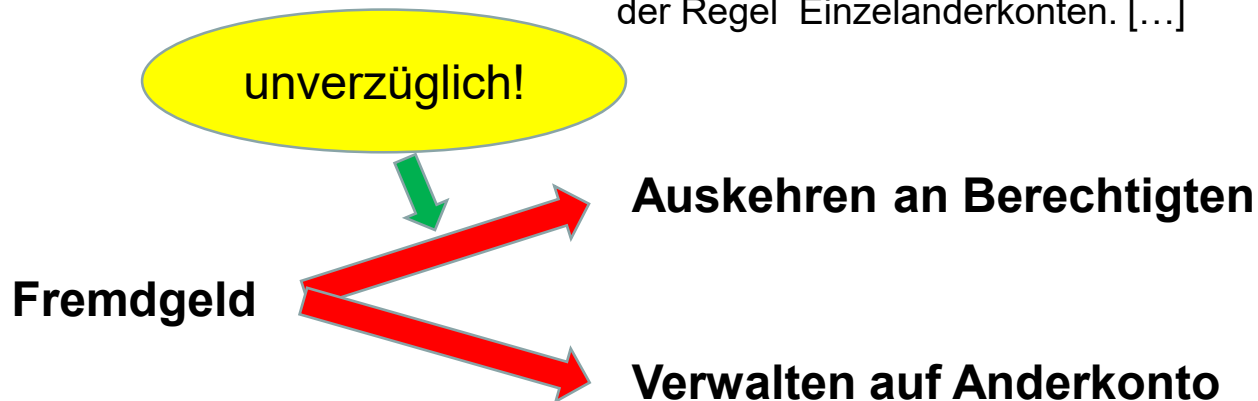 der Regel Einzelanderkonten. […]
unverzüglich!
Auskehren an Berechtigten
Fremdgeld
Verwalten auf Anderkonto